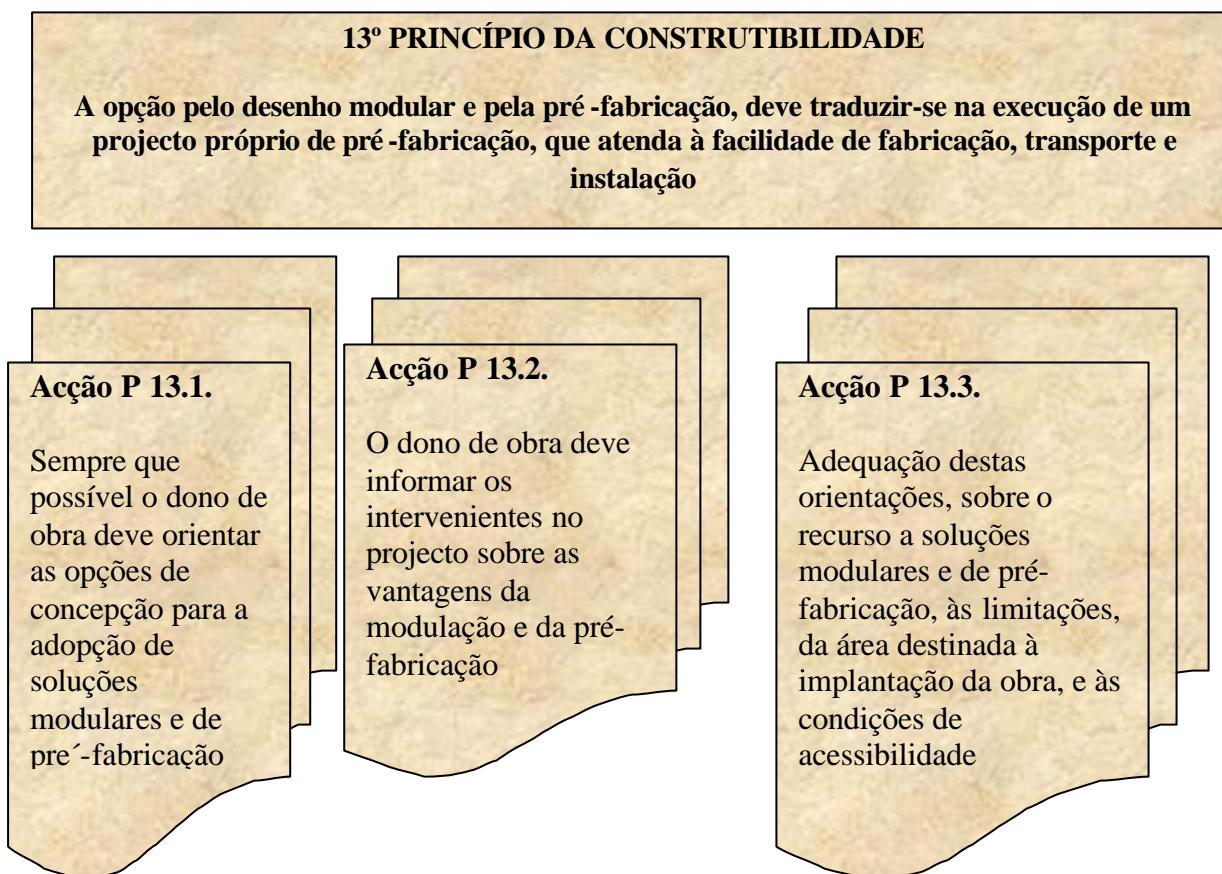 13º PRINCÍPIO DA CONSTRUTIBILIDADE
A opção pelo desenho modular e pela pré -fabricação, deve traduzir-se na execução de um
projecto próprio de pré -fabricação, que atenda à facilidade de fabricação, transporte e
instalação
Acção P 13.1.
Sempre que
possível o dono de
obra deve orientar
as opções de
concepção para a
adopção de
soluções
modulares e de
pre´-fabricação
Acção P 13.2.
O dono de obra deve
informar os
intervenientes no
projecto sobre as
vantagens da
modulação e da pré-
fabricação
Acção P 13.3.
Adequação destas
orientações, sobre o
recurso a soluções
modulares e de pré-
fabricação, às limitações,
da área destinada à
implantação da obra, e às
condições de
acessibilidade